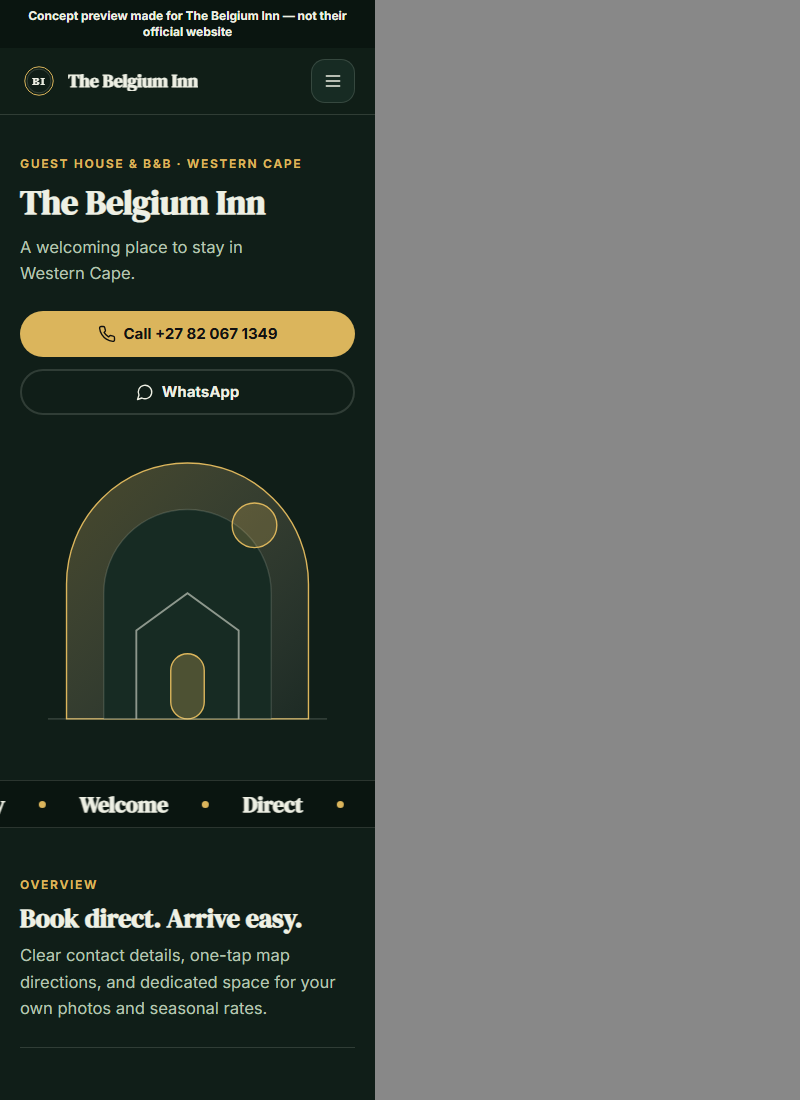 Concept preview made for The Belgium Inn — not their
official website
BI
The Belgium Inn
GUEST HOUSE & B&B · WESTERN CAPE
The Belgium Inn
A welcoming place to stay in
Western Cape.
Call +27 82 067 1349
WhatsApp
y • Welcome • Direct •
OVERVIEW
Book direct. Arrive easy.
Clear contact details, one-tap map
directions, and dedicated space for your
own photos and seasonal rates.